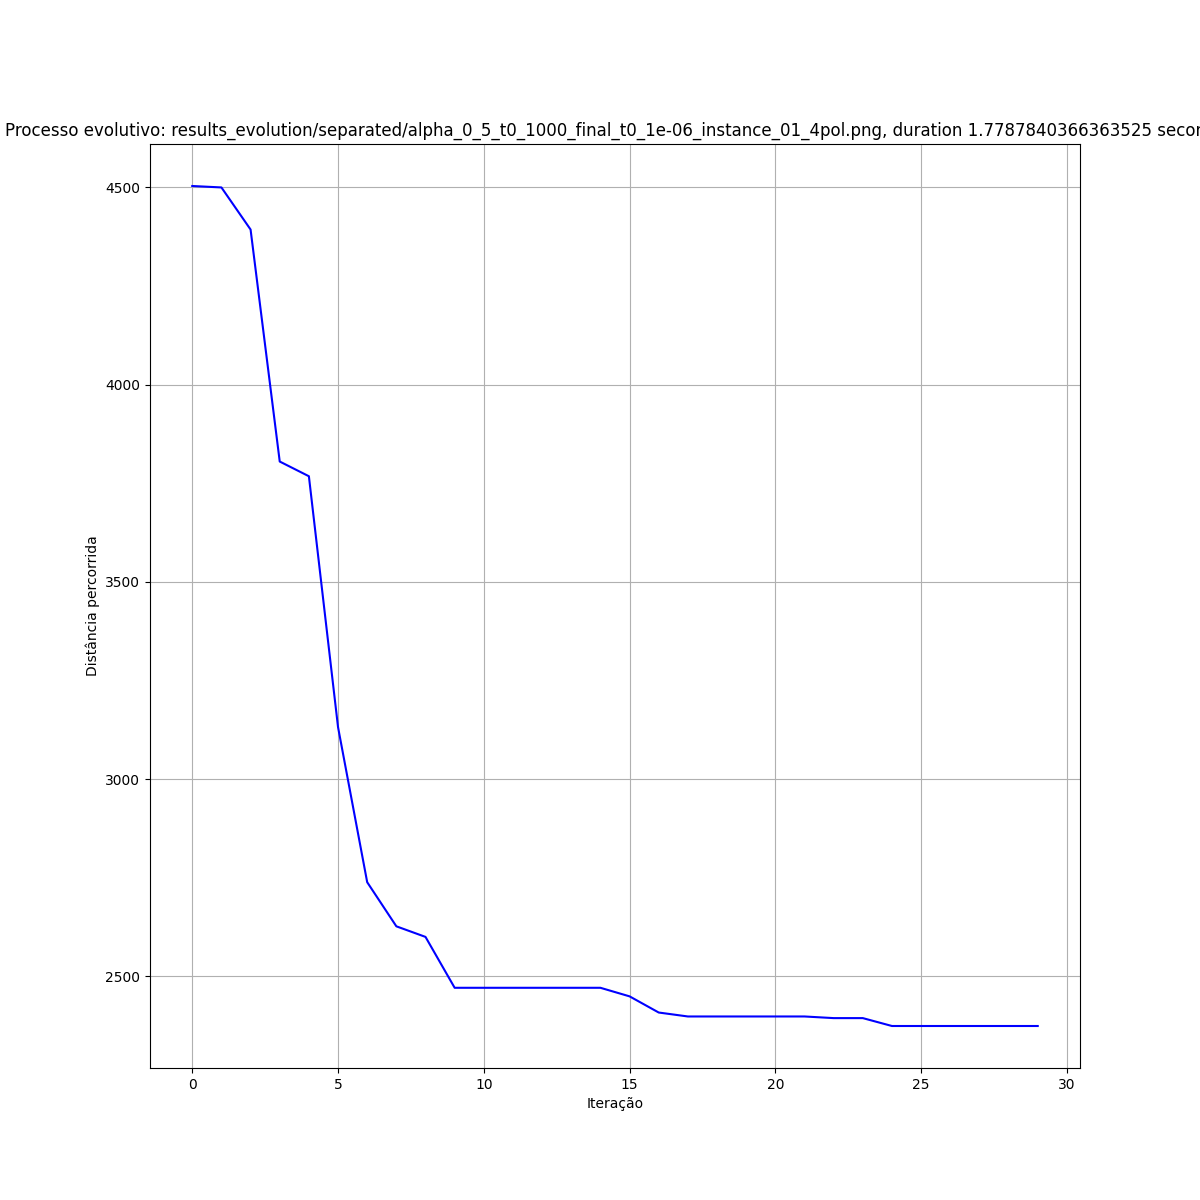 Processo evolutivo: results_evolution/separated/alpha_0_5_t0_1000_final_t0_1e-06_instance_01_4pol.png, duration 1.7787840366363525
4500
4000
3500
3000
2500
Distância percorrida
0 5 10 15 20 25 30
Iteração